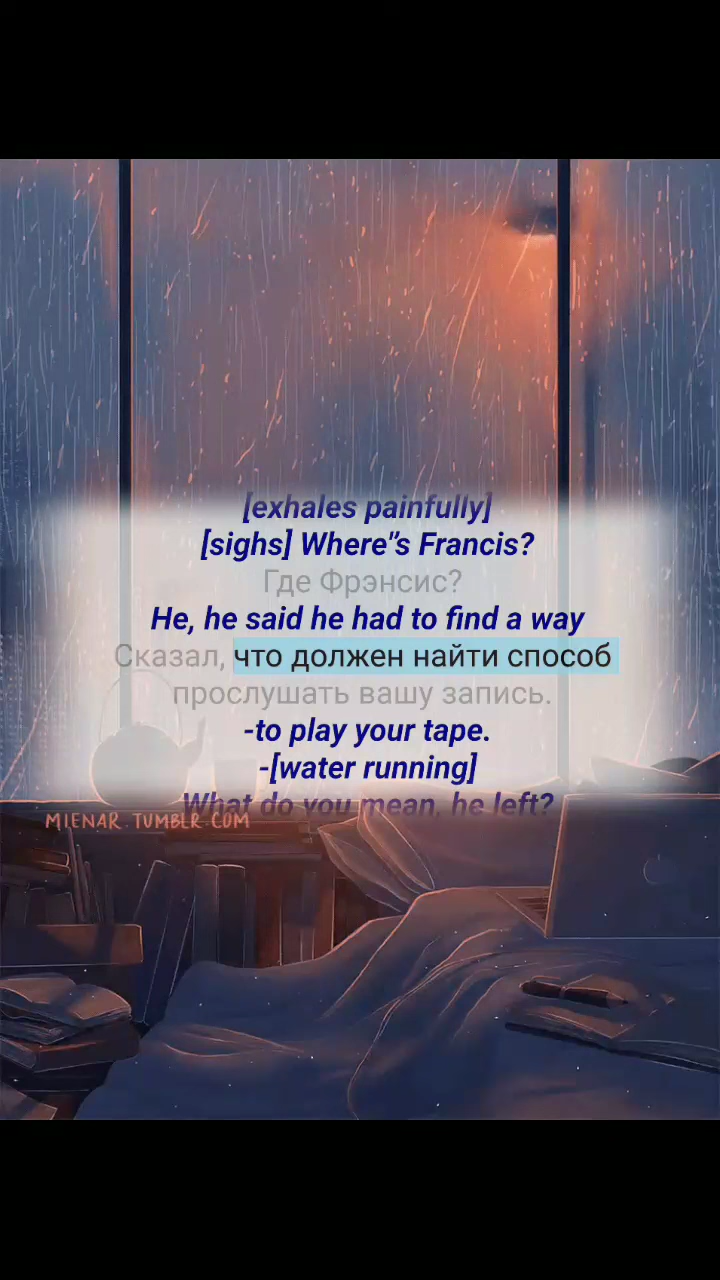 [exhales painfully]
[sighs] Where"s Francis?
Где Фрэнсис?
He, he said he had to find a way
Сказал, что должен найти способ
прослушать вашу запись.
-to play your tape.
-[water running]
What do you mean, he left?
MIENAR.TUMBLR.COM